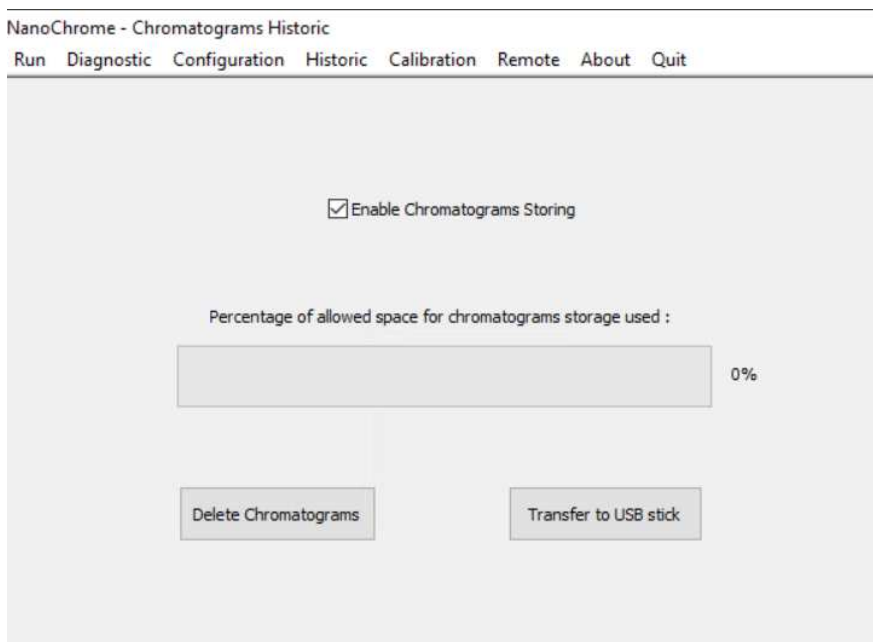 NanoChrome - Chromatograms Historic
Run Diagnostic Configuration Historic Calibration Remote About Quit
Enable Chromatograms Storing
Percentage of allowed space for chromatograms storage used :
0%
Delete Chromatograms Transfer to USB stick